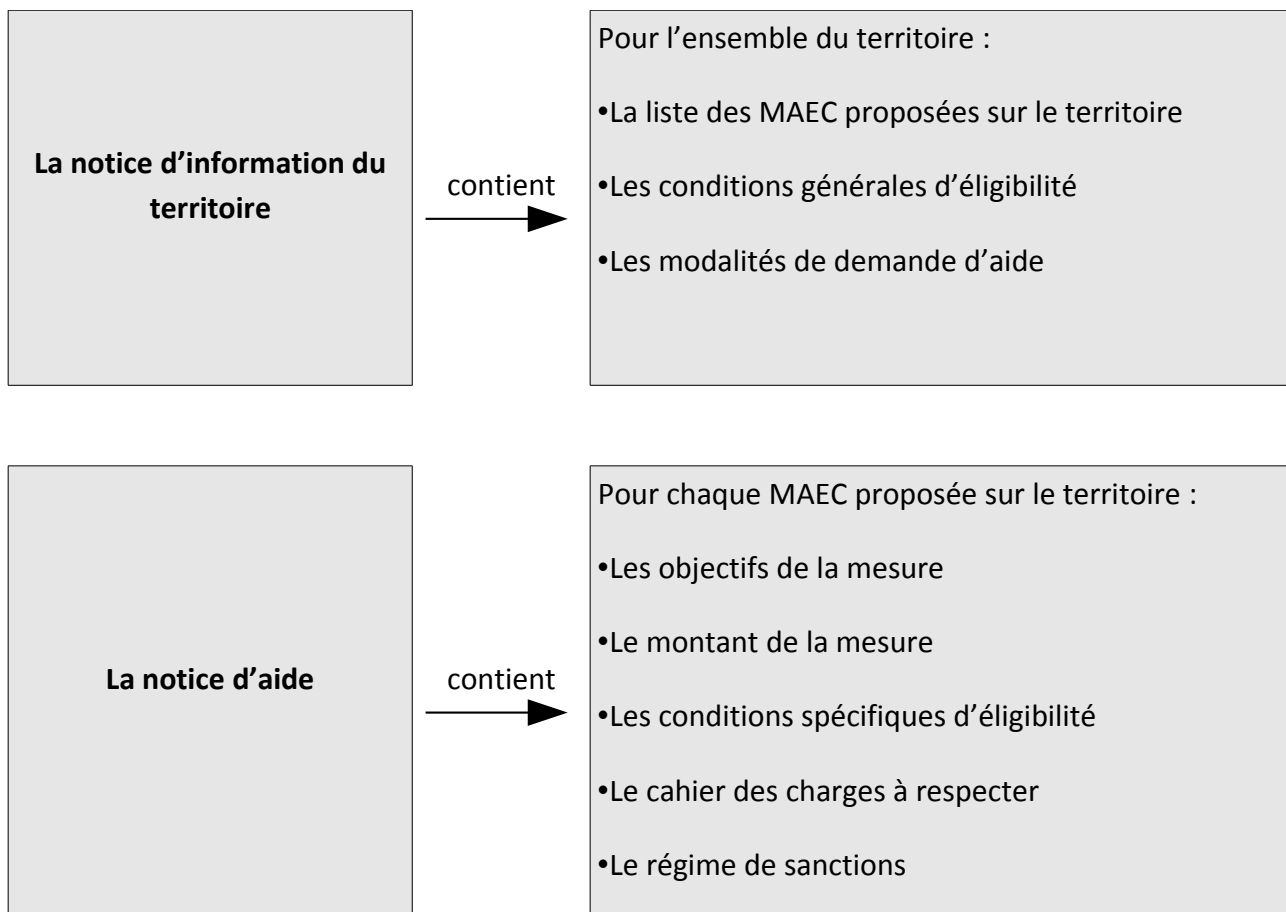 La notice d’information du
territoire
contient
Pour l’ensemble du territoire :
•La liste des MAEC proposées sur le territoire
•Les conditions générales d’éligibilité
•Les modalités de demande d’aide
La notice d’aide
contient
Pour chaque MAEC proposée sur le territoire :
•Les objectifs de la mesure
•Le montant de la mesure
•Les conditions spécifiques d’éligibilité
•Le cahier des charges à respecter
•Le régime de sanctions